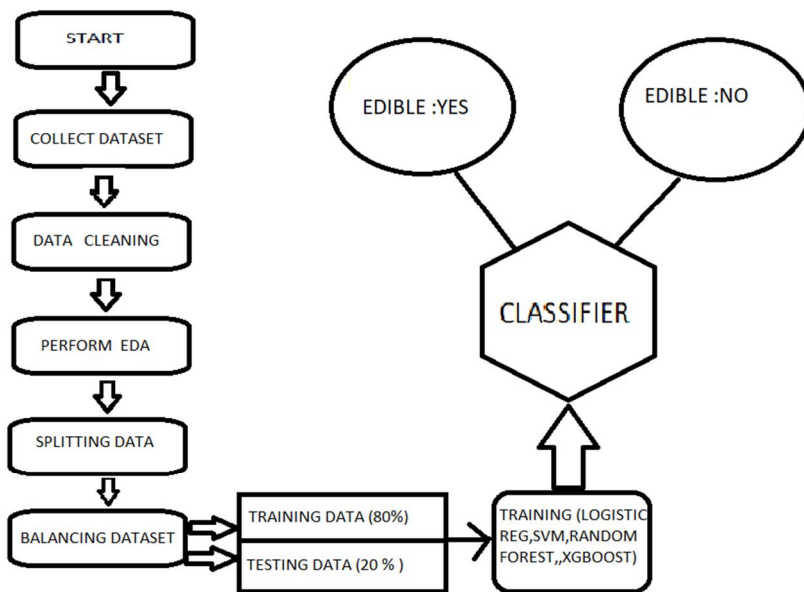 START
COLLECT DATASET
DATA CLEANING
PERFORM EDA
SPLITTING DATA
BALANCING DATASET
TRAINING DATA (80%)
TESTING DATA (20 % )
TRAINING (LOGISTIC
REG,SVM,RANDOM
FOREST,,XGBOOST)
CLASSIFIER
EDIBLE :YES
EDIBLE :NO